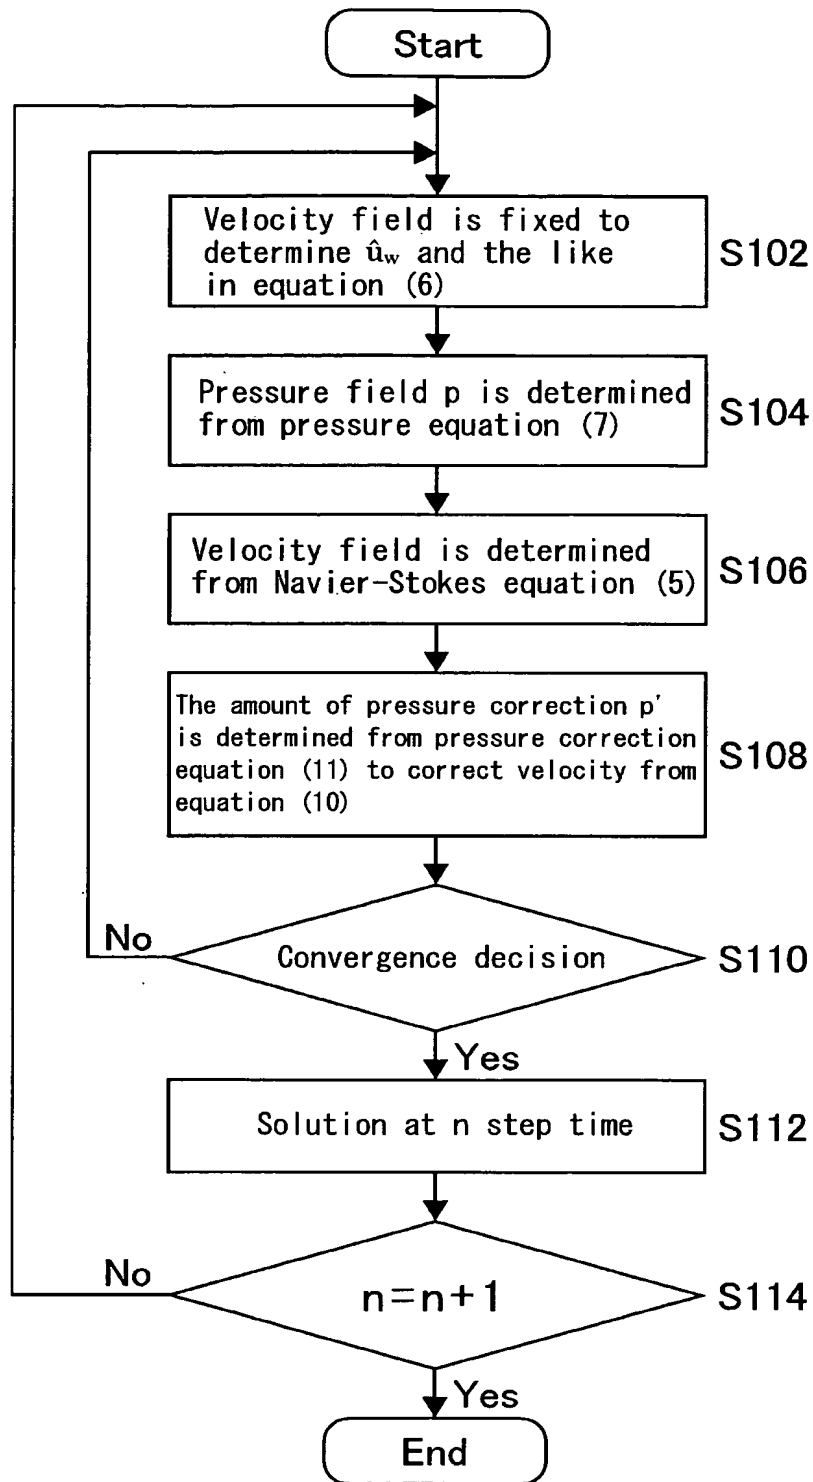 Start
Velocity field is fixed to
determine ûw and the like
in equation (6)
S102
Pressure field p is determined
from pressure equation (7)
S104
Velocity field is determined
from Navier-Stokes equation (5)
S106
The amount of pressure correction p'
is determined from pressure correction
equation (11) to correct velocity from
equation (10)
S108
No
Convergence decision
S110
Yes
Solution at n step time
S112
No
n=n+1
S114
Yes
End